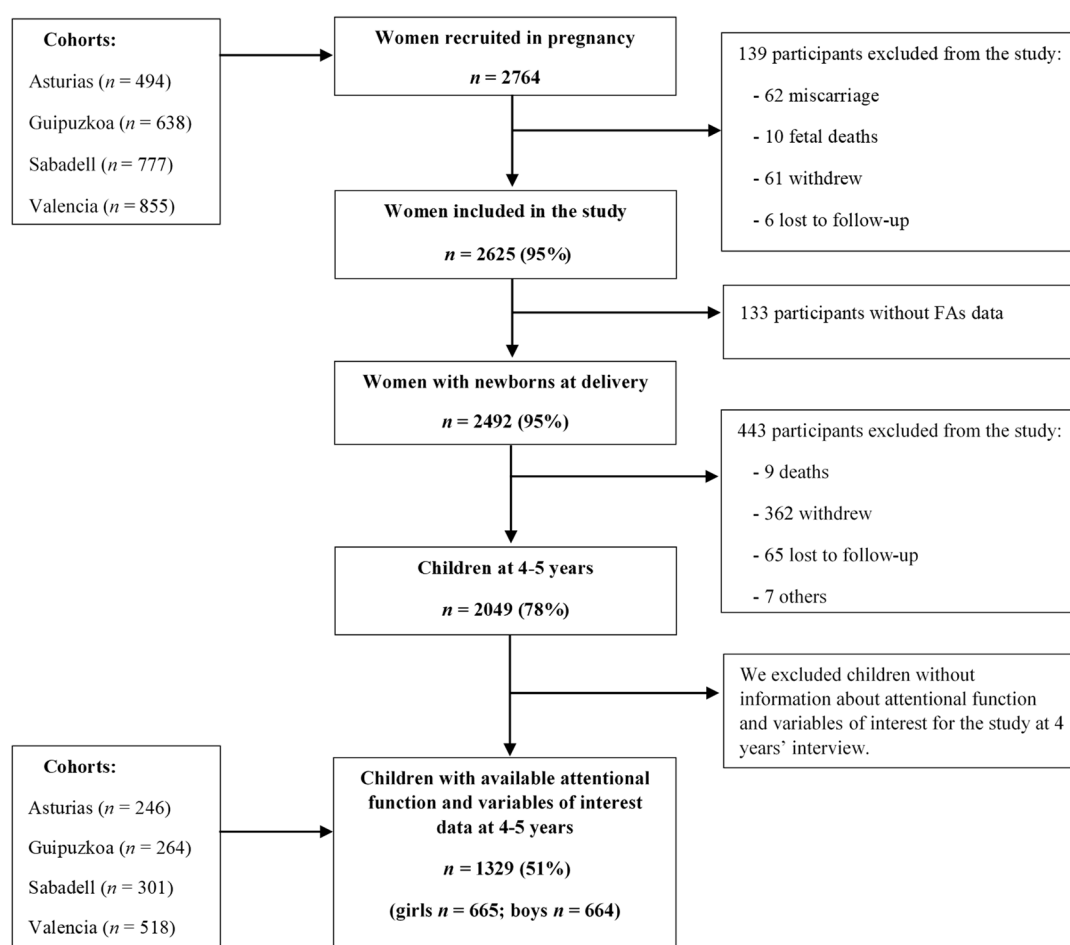 Cohorts:
Asturias (n = 494)
Guipuzkoa (n = 638)
Sabadell (n = 777)
Valencia (n = 855)
Women recruited in pregnancy
n = 2764
139 participants excluded from the study:
- 62 miscarriage
- 10 fetal deaths
- 61 withdrew
- 6 lost to follow-up
Women included in the study
n = 2625 (95%)
133 participants without FAs data
Women with newborns at delivery
n = 2492 (95%)
443 participants excluded from the study:
- 9 deaths
- 362 withdrew
- 65 lost to follow-up
- 7 others
Children at 4-5 years
n = 2049 (78%)
We excluded children without
information about attentional function
and variables of interest for the study at 4
years’ interview.
Cohorts:
Asturias (n = 246)
Guipuzkoa (n = 264)
Sabadell (n = 301)
Valencia (n = 518)
Children with available attentional
function and variables of interest
data at 4-5 years
n = 1329 (51%)
(girls n = 665; boys n = 664)